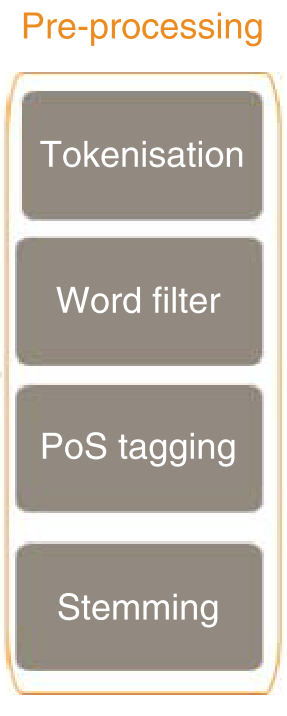 Pre-processing
Tokenisation
Word filter
PoS tagging
Stemming